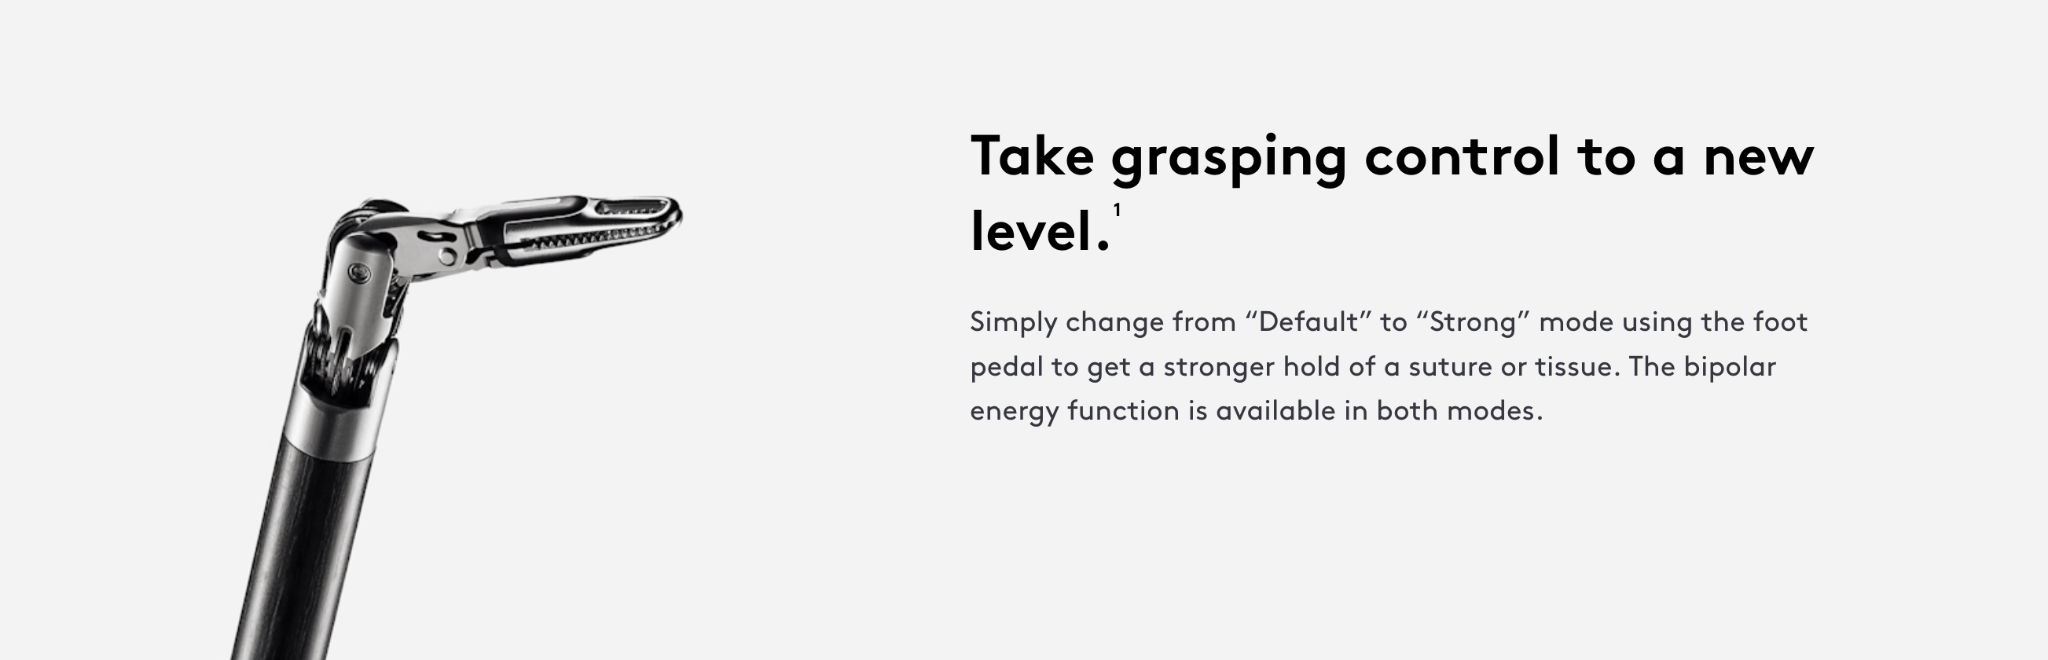 Take grasping control to a new
level.¹
Simply change from “Default” to “Strong” mode using the foot
pedal to get a stronger hold of a suture or tissue. The bipolar
energy function is available in both modes.